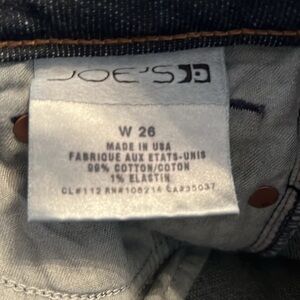 JOE'S
W 26
MADE IN USA
FABRIQUE AUX ETATS-UNIS
99% COTTON/COTON
1% ELASTIN
CL#112 RN#108214 CA#35037